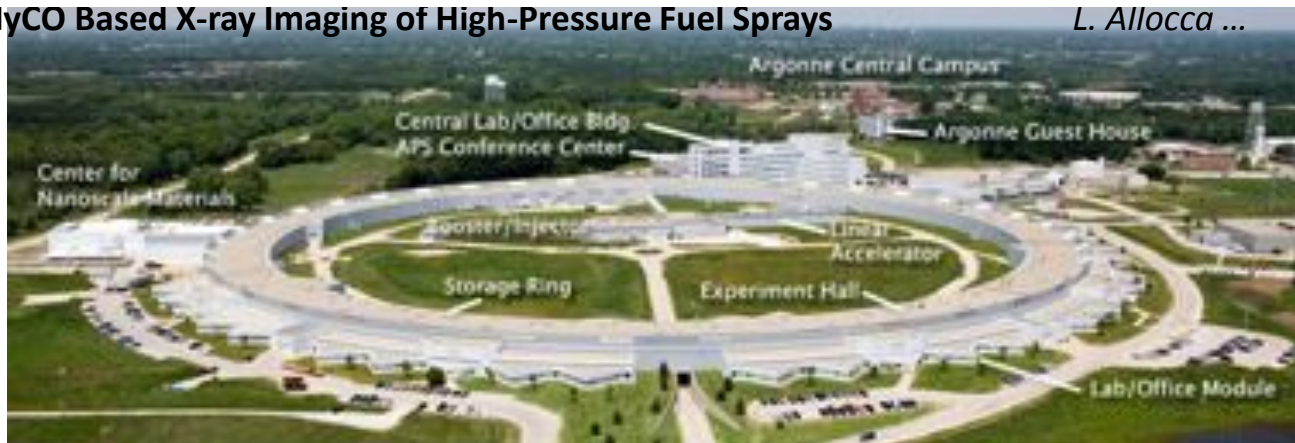 lyCO Based X-ray Imaging of High-Pressure Fuel Sprays
L. Allocca ...
Argonne Central Campus
Central Lab/Office Bldg
Argonne Guest House
APS Conference Center
Center for
Nanoscale Materials
Booster/Injector
Linear
Accelerator
Storage Ring
Experiment Hall
Lab/Office Module